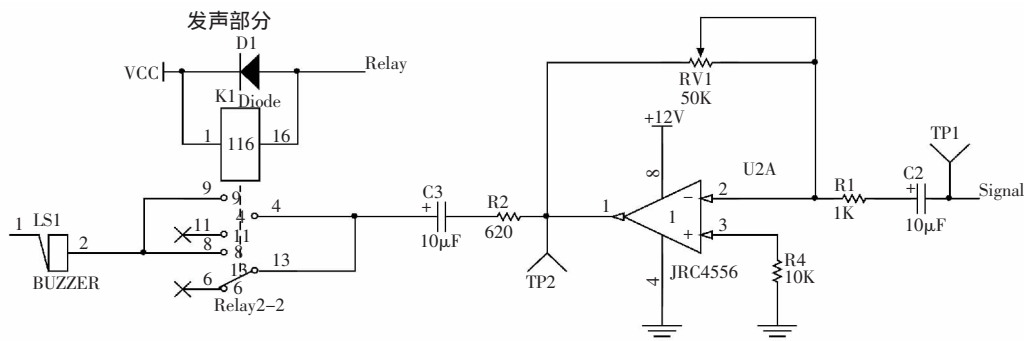 发声部分
D1
VCC
Relay
K1
Diode
1
116
16
RV1
50K
+12V
TP1
8
U2A
9
9
4
4
C3
+
10μF
R2
620
1
1
−
2
+
3
R1
1K
C2
+
10μF
Signal
1
LS1
2
BUZZER
11
11
8
8
13
13
6
6
Relay2-2
TP2
4
JRC4556
R4
10K